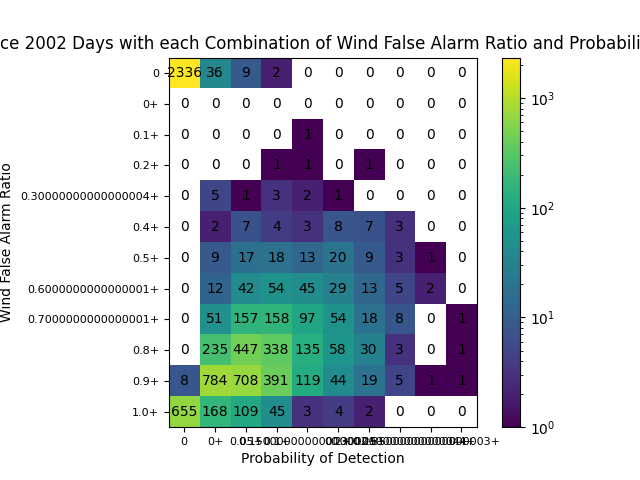 ce 2002 Days with each Combination of Wind False Alarm Ratio and Probabili
Wind False Alarm Ratio
0 2336 36 9 2 0 0 0 0 0 0
0+ 0 0 0 0 0 0 0 0 0 0
0.1+ 0 0 0 0 1 0 0 0 0 0
0.2+ 0 0 0 1 1 0 1 0 0 0
0.30000000000000004+ 0 5 1 3 2 1 0 0 0 0
0.4+ 0 2 7 4 3 8 7 3 0 0
0.5+ 0 9 17 18 13 20 9 3 1 0
0.6000000000000001+ 0 12 42 54 45 29 13 5 2 0
0.7000000000000001+ 0 51 157 158 97 54 18 8 0 1
0.8+ 0 235 447 338 135 58 30 3 0 1
0.9+ 8 784 708 391 119 44 19 5 1 1
1.0+ 655 168 109 45 3 4 2 0 0 0
0 0+
Probability of Detection
10³
10²
10¹
10⁰